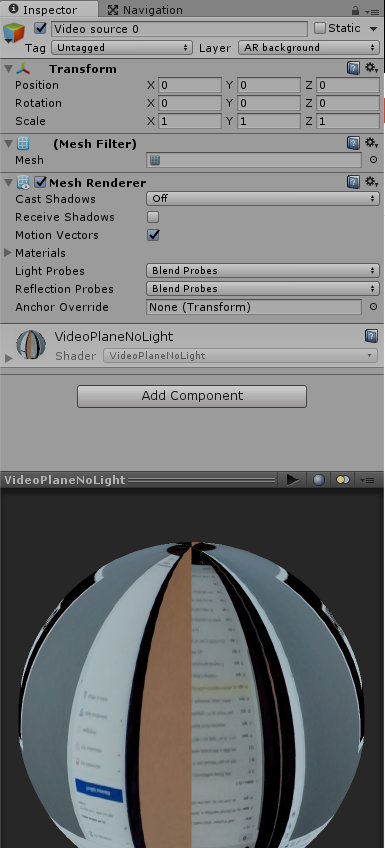 Inspector Navigation
Video source 0 Static
Tag Untagged Layer AR background
Transform
Position X 0 Y 0 Z 0
Rotation X 0 Y 0 Z 0
Scale X 1 Y 1 Z 1
(Mesh Filter)
Mesh
Mesh Renderer
Cast Shadows Off
Receive Shadows
Motion Vectors
Materials
Light Probes Blend Probes
Reflection Probes Blend Probes
Anchor Override None (Transform)
VideoPlaneNoLight
Shader VideoPlaneNoLight
Add Component
VideoPlaneNoLight